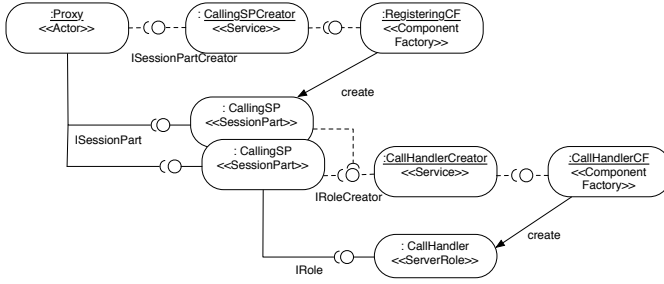 :Proxy
<<Actor>>
: CallingSPCreator
<<Service>>
:RegisteringCF
<<Component
Factory>>
ISessionPartCreator
create
: CallingSP
<<SessionPart>>
ISessionPart
: CallingSP
<<SessionPart>>
:CallHandlerCreator
<<Service>>
:CallHandlerCF
<<Component
Factory>>
IRoleCreator
create
: CallHandler
<<ServerRole>>
IRole